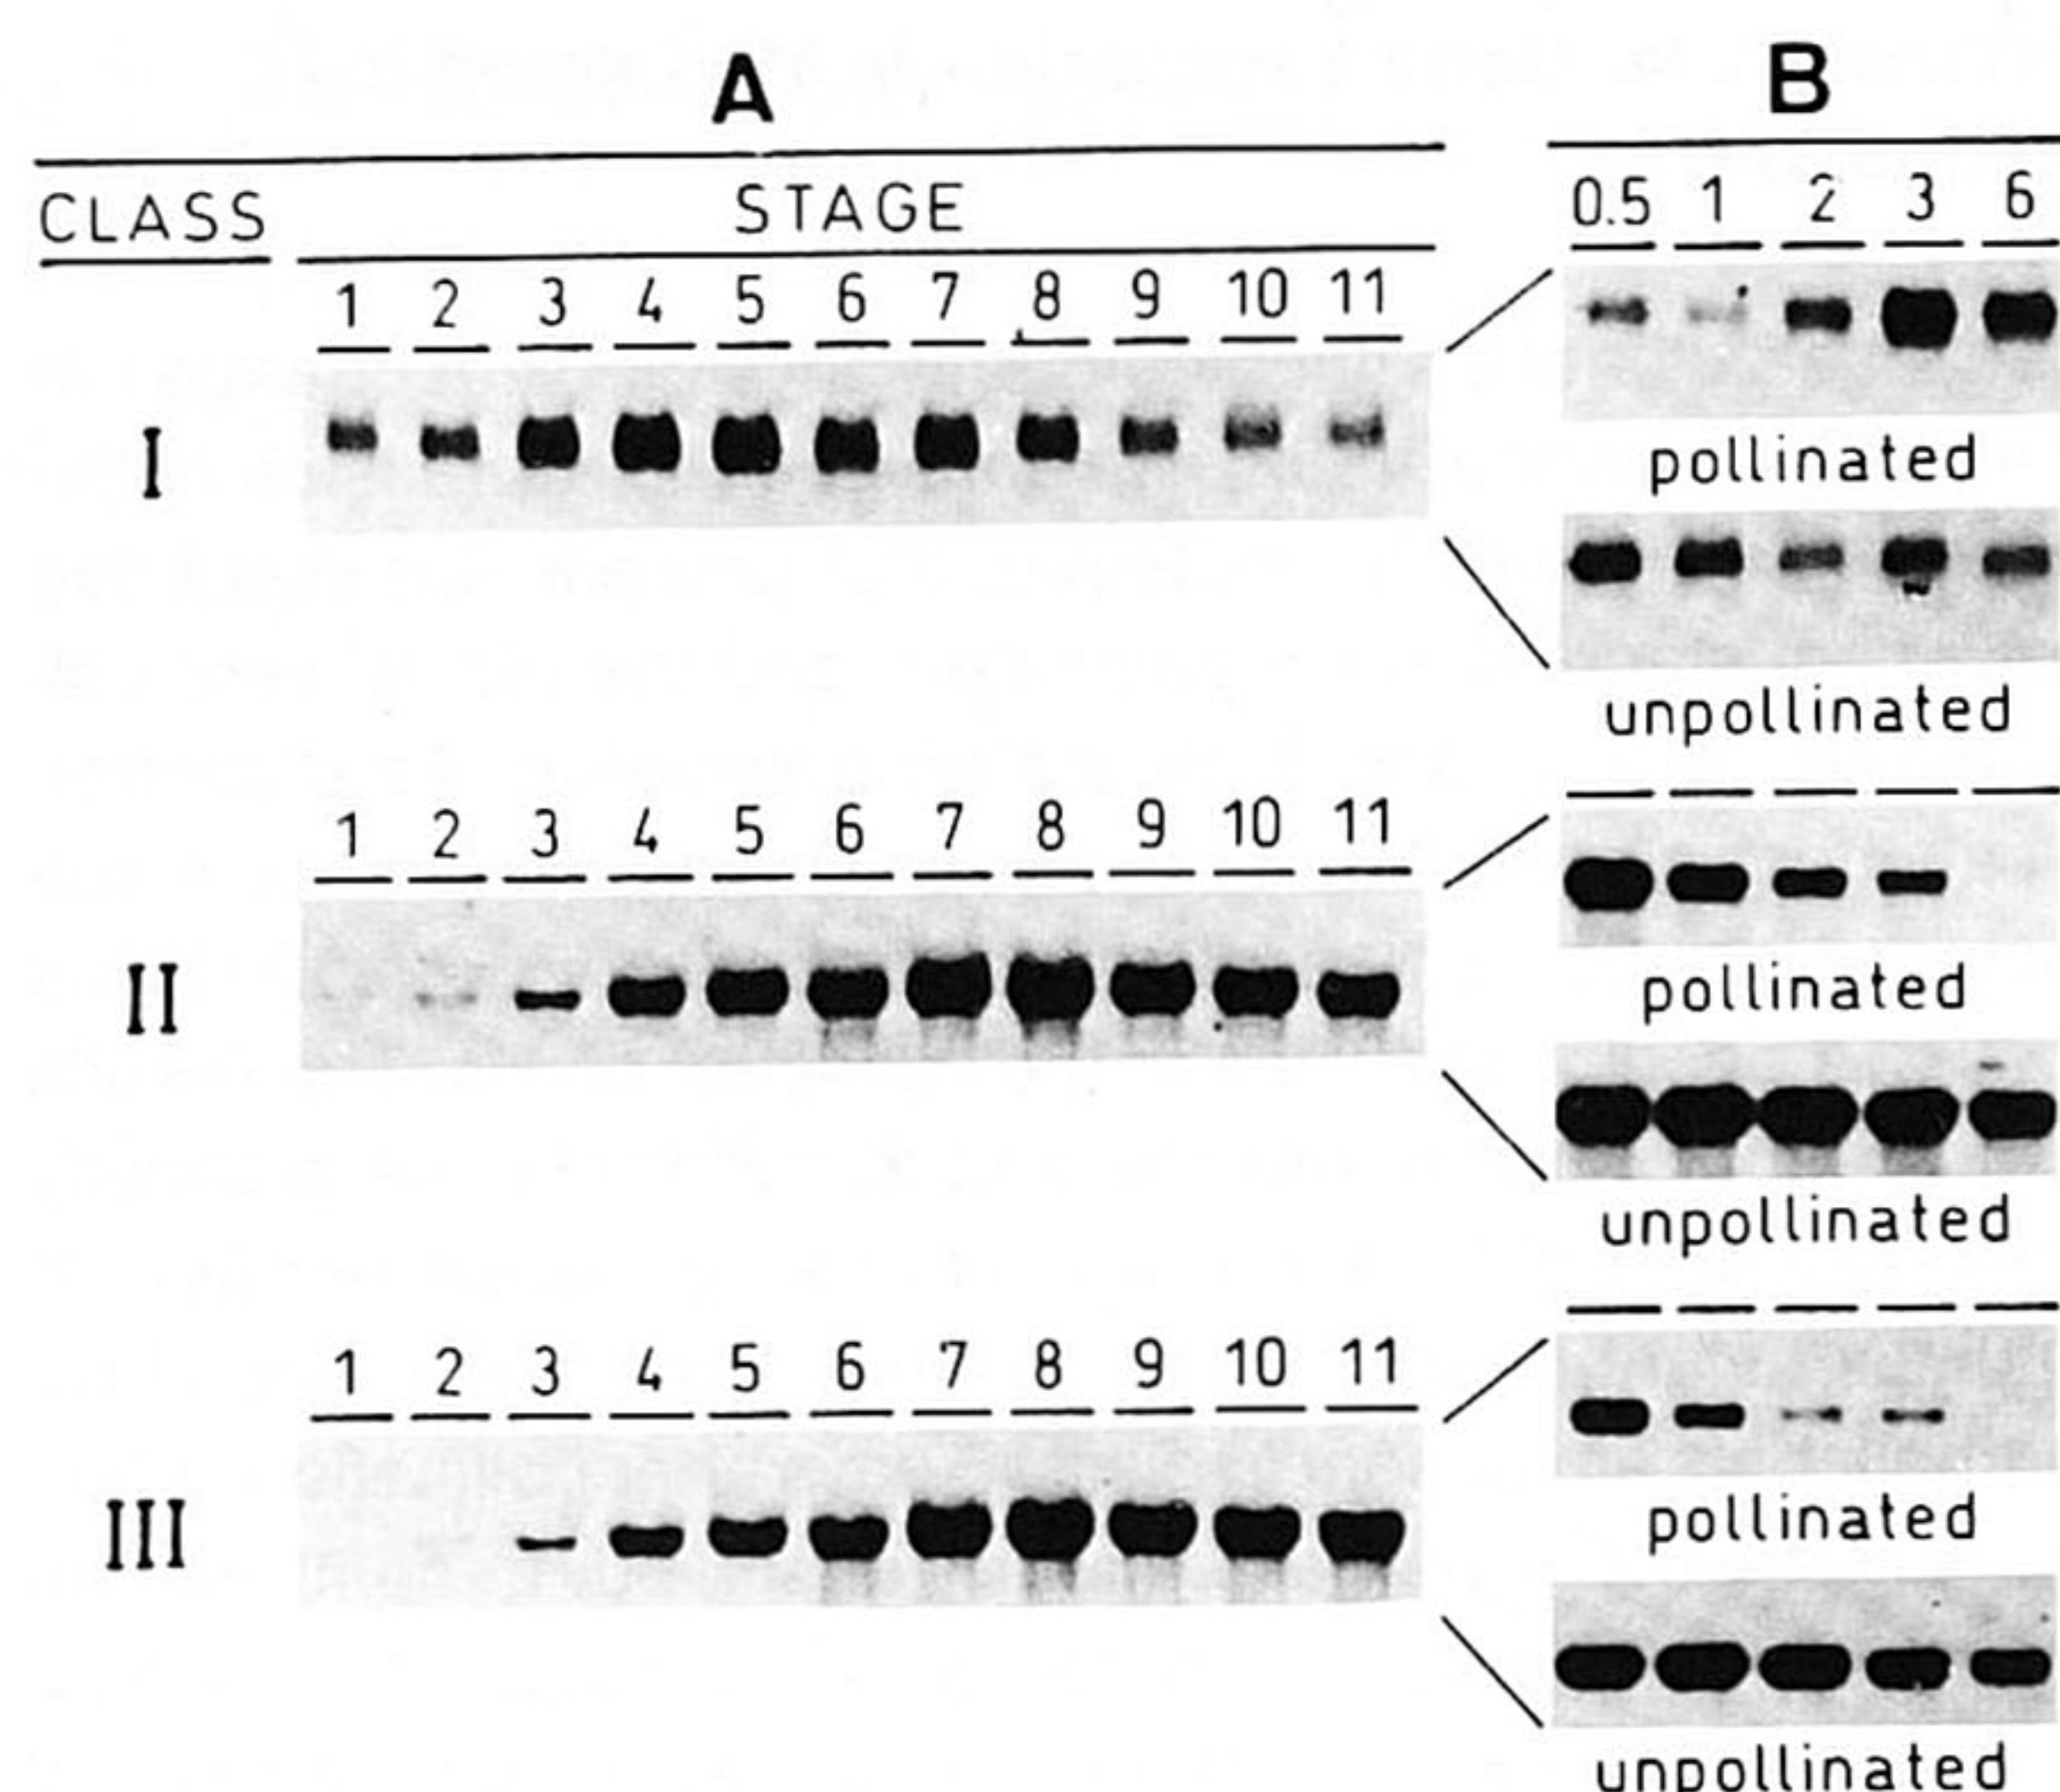 A
B
CLASS STAGE
0.5 1 2 3 6
1 2 3 4 5 6 7 8 9 10 11
I
pollinated
unpollinated
1 2 3 4 5 6 7 8 9 10 11
II
pollinated
unpollinated
1 2 3 4 5 6 7 8 9 10 11
III
pollinated
unpollinated